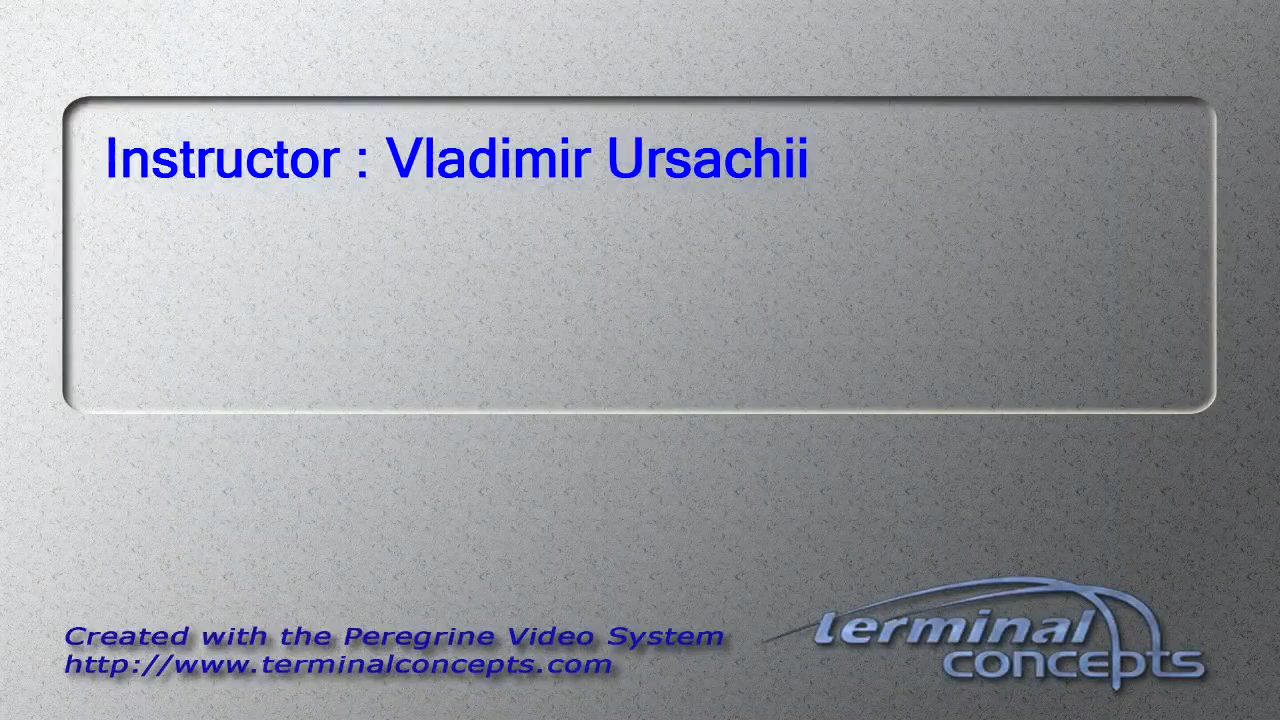 Instructor : Vladimir Ursachii
Created with the Peregrine Video System
http://www.terminalconcepts.com
terminal
concepts